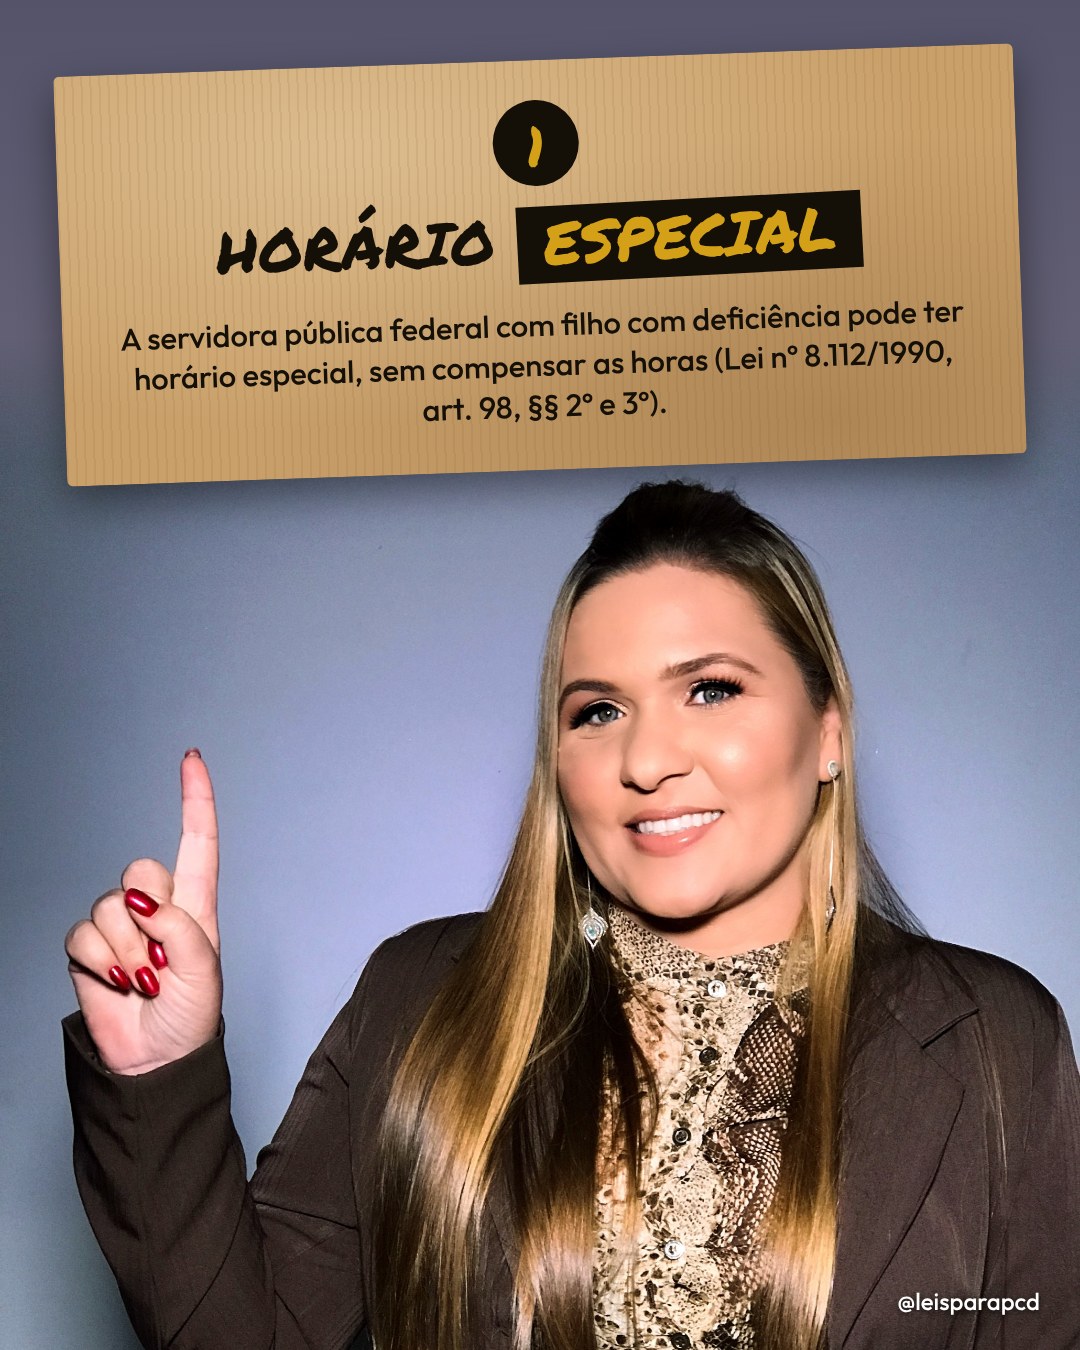 1
HORÁRIO ESPECIAL
A servidora pública federal com filho com deficiência pode ter
horário especial, sem compensar as horas (Lei nº 8.112/1990,
art. 98, §§ 2º e 3º).
@leisparapcd